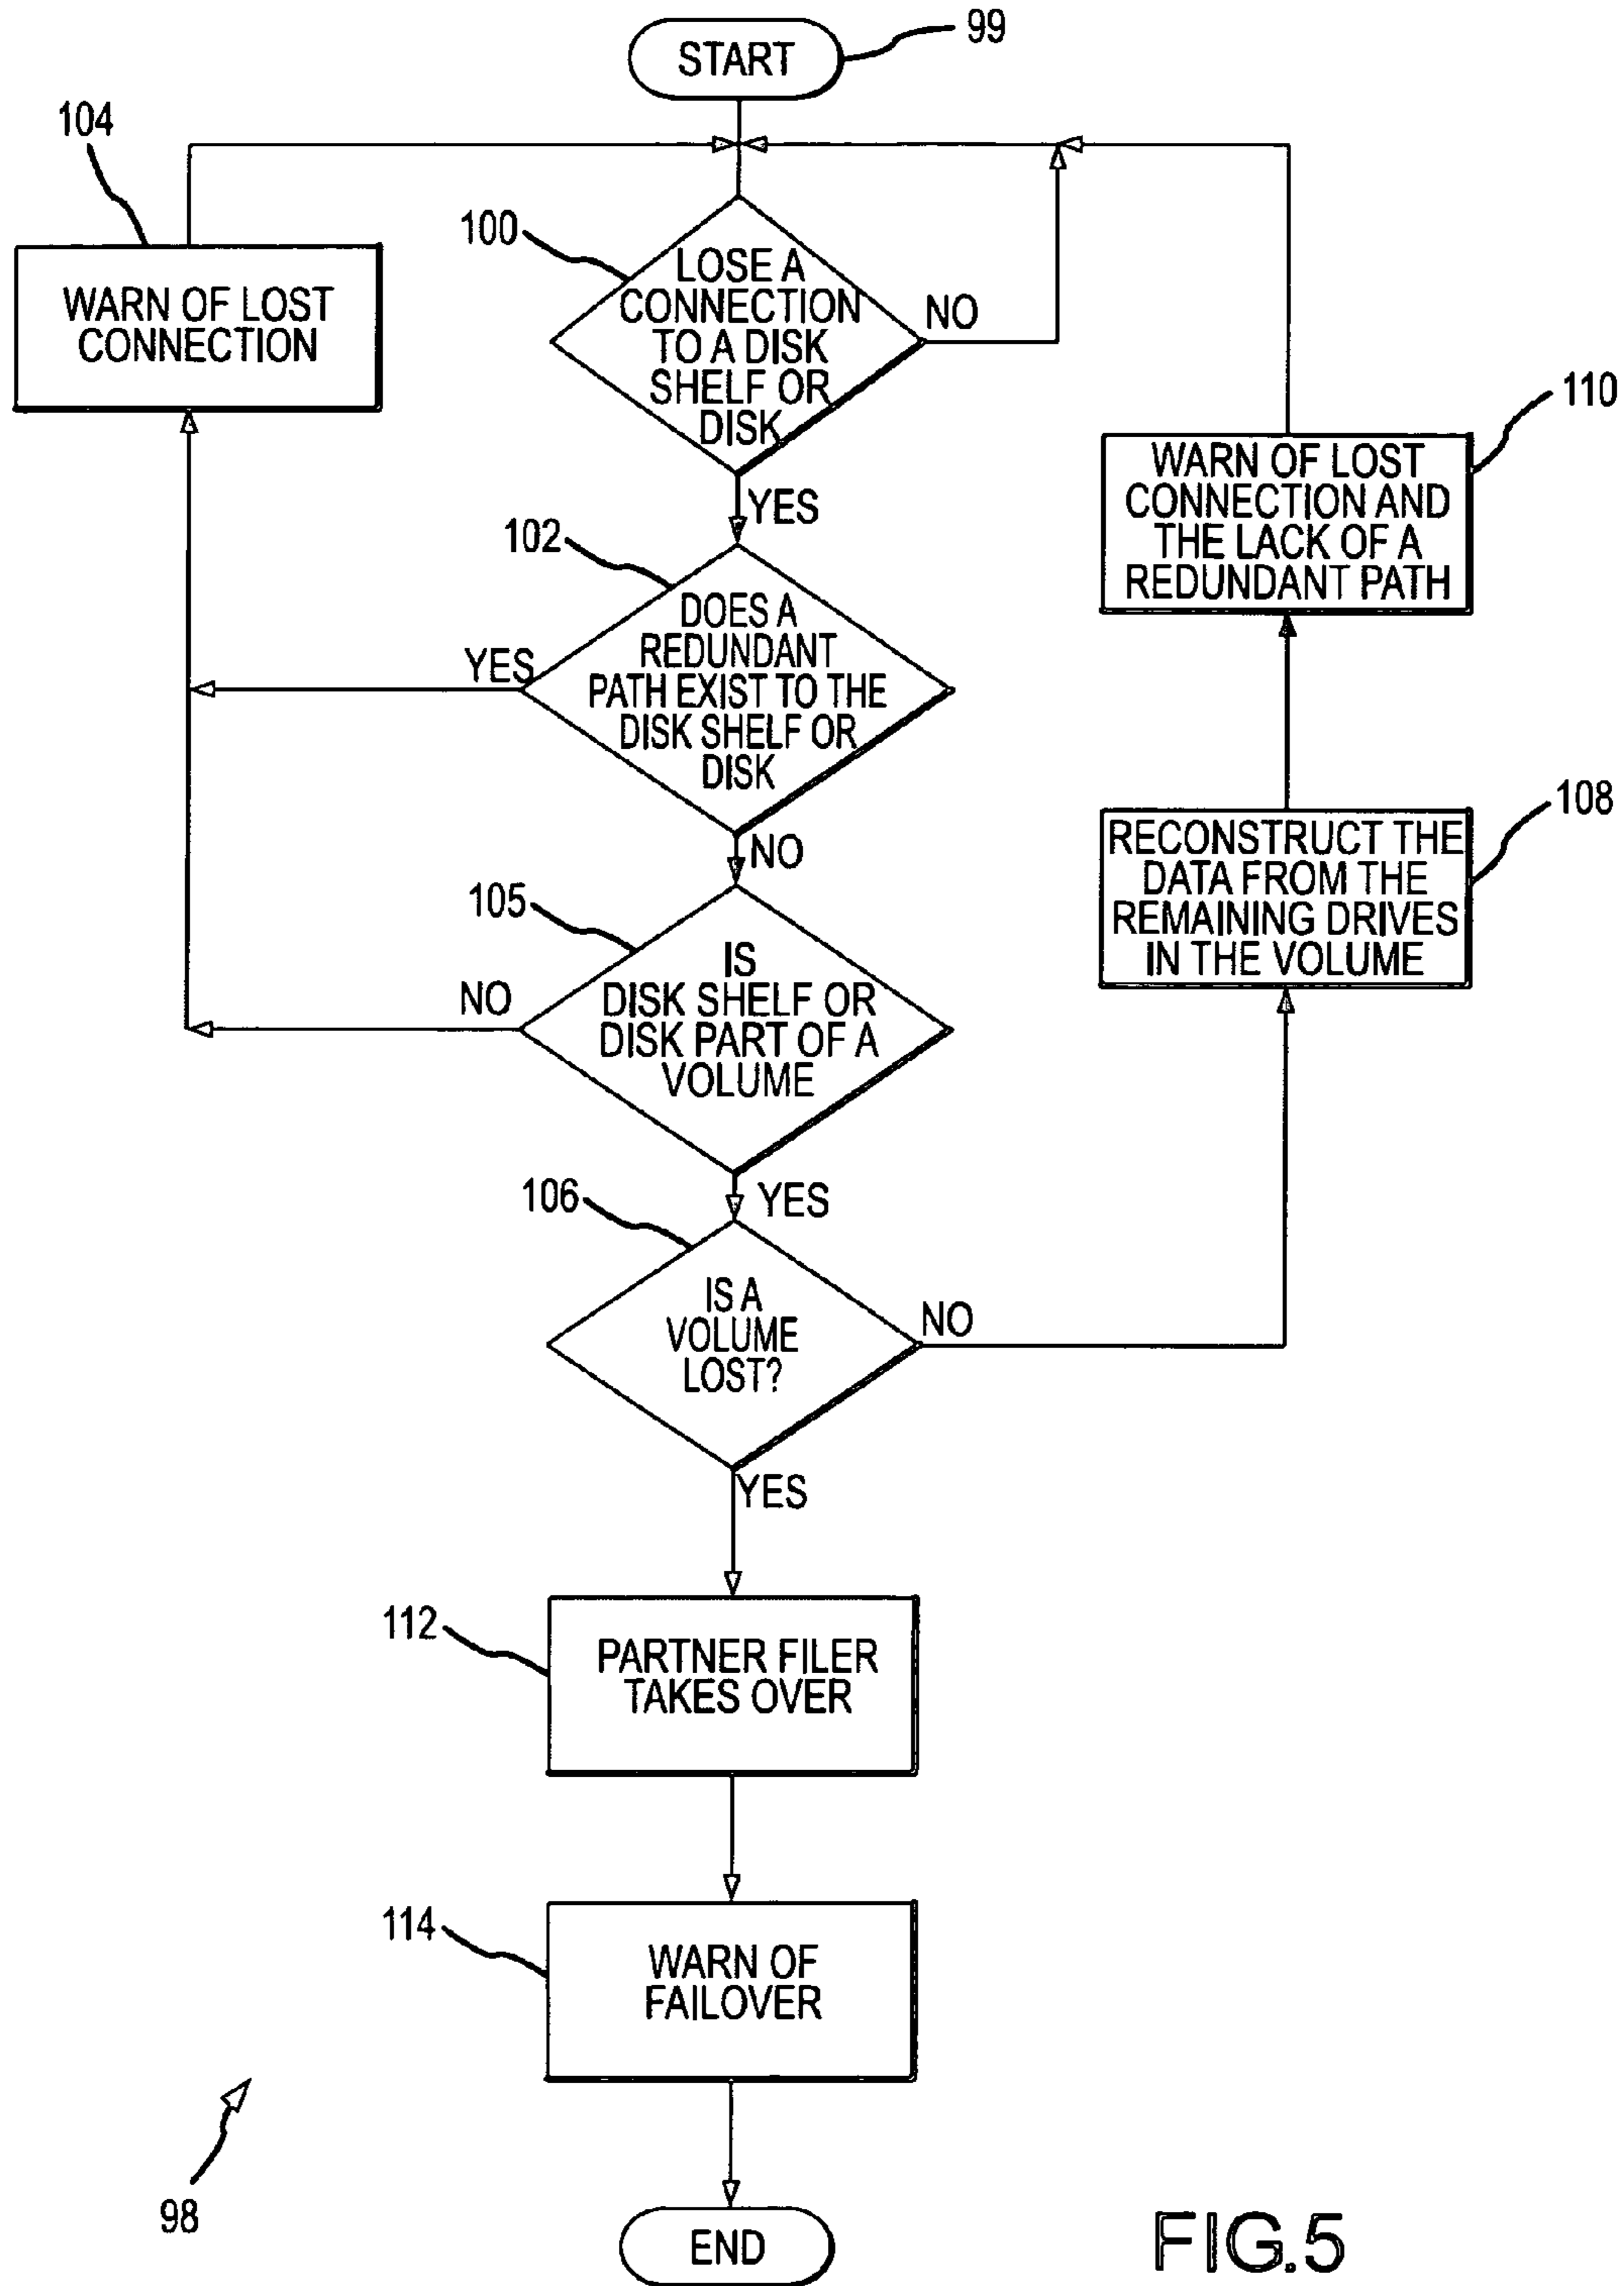 99
START
104
100
LOSE A
CONNECTION
TO A DISK
SHELF OR
DISK
NO
WARN OF LOST
CONNECTION
110
WARN OF LOST
CONNECTION AND
THE LACK OF A
REDUNDANT PATH
YES
102
DOES A
REDUNDANT
PATH EXIST TO THE
DISK SHELF OR
DISK
YES
NO
108
RECONSTRUCT THE
DATA FROM THE
REMAINING DRIVES
IN THE VOLUME
105
IS
DISK SHELF OR
DISK PART OF A
VOLUME
NO
YES
106
IS A
VOLUME
LOST?
NO
YES
112
PARTNER FILER
TAKES OVER
114
WARN OF
FAILOVER
98
END
FIG.5